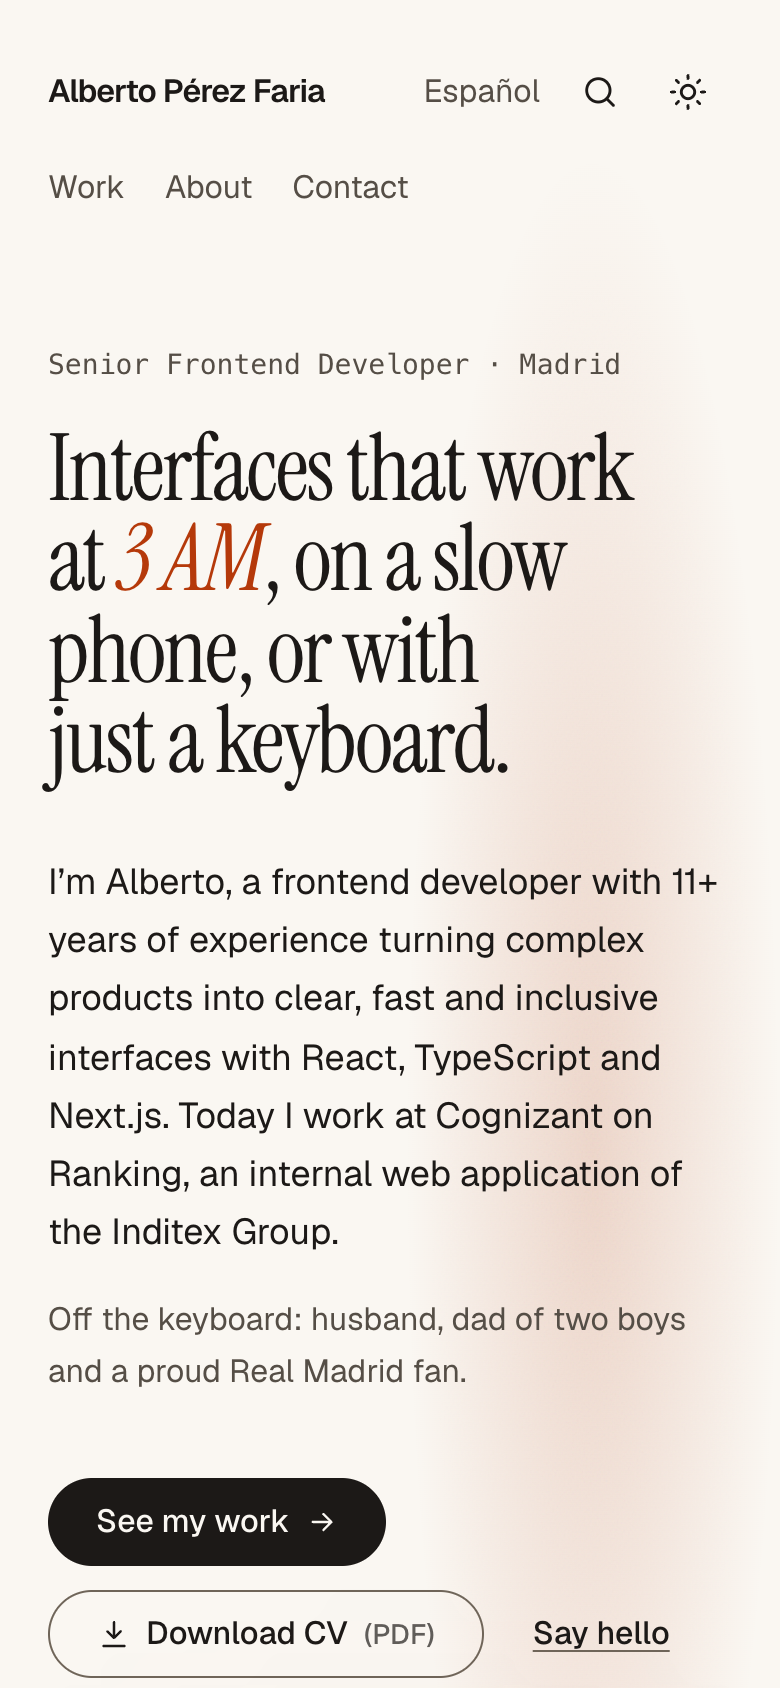 Alberto Pérez Faria
Español
Work About Contact
Senior Frontend Developer · Madrid
Interfaces that work
at 3 AM, on a slow
phone, or with
just a keyboard.
I’m Alberto, a frontend developer with 11+
years of experience turning complex
products into clear, fast and inclusive
interfaces with React, TypeScript and
Next.js. Today I work at Cognizant on
Ranking, an internal web application of
the Inditex Group.
Off the keyboard: husband, dad of two boys
and a proud Real Madrid fan.
See my work →
Download CV (PDF)
Say hello